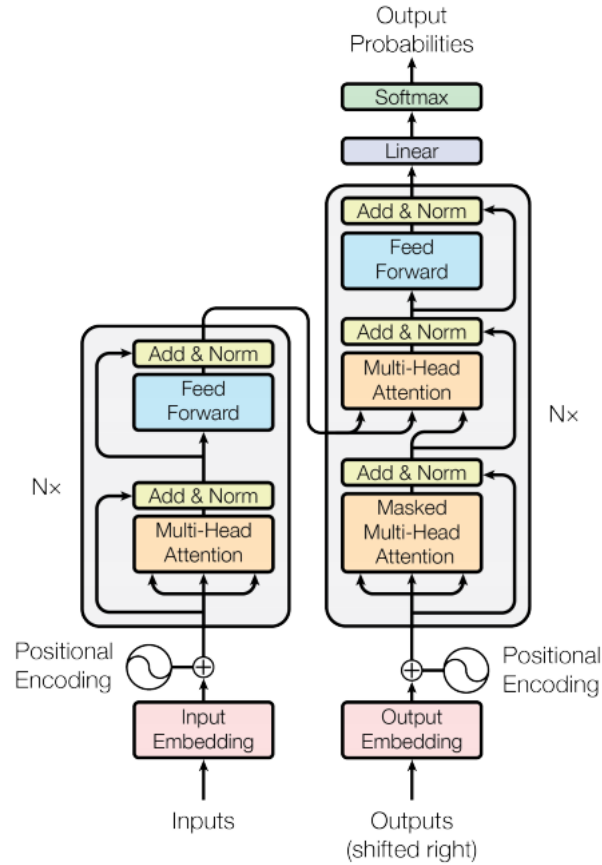 Output
Probabilities
Softmax
Linear
Add & Norm
Feed
Forward
Add & Norm
Multi-Head
Attention
Add & Norm
Masked
Multi-Head
Attention
N×
Add & Norm
Feed
Forward
Add & Norm
Multi-Head
Attention
N×
Positional
Encoding
Positional
Encoding
Input
Embedding
Output
Embedding
Inputs
Outputs
(shifted right)